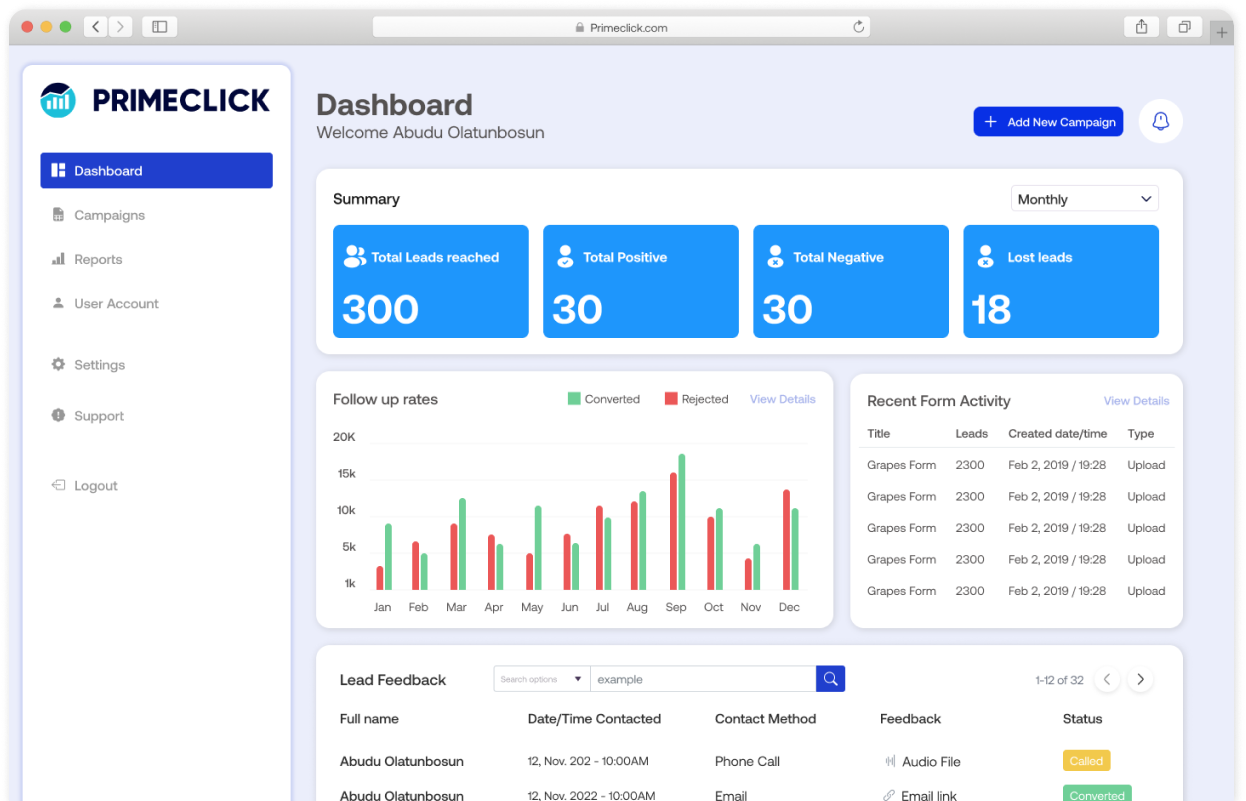 Primeclick.com
PRIMECLICK
Dashboard
Campaigns
Reports
User Account
Settings
Support
Logout
Dashboard
Welcome Abudu Olatunbosun
+ Add New Campaign
Summary
Monthly
Total Leads reached
300
Total Positive
30
Total Negative
30
Lost leads
18
Follow up rates
Converted Rejected View Details
20K
15k
10k
5k
1k
Jan Feb Mar Apr May Jun Jul Aug Sep Oct Nov Dec
Recent Form Activity View Details
Title Leads Created date/time Type
Grapes Form 2300 Feb 2, 2019 / 19:28 Upload
Grapes Form 2300 Feb 2, 2019 / 19:28 Upload
Grapes Form 2300 Feb 2, 2019 / 19:28 Upload
Grapes Form 2300 Feb 2, 2019 / 19:28 Upload
Grapes Form 2300 Feb 2, 2019 / 19:28 Upload
Lead Feedback Search options example 1-12 of 32
Full name Date/Time Contacted Contact Method Feedback Status
Abudu Olatunbosun 12, Nov. 202 - 10:00AM Phone Call Audio File Called
Abudu Olatunbosun 12, Nov. 2022 - 10:00AM Email Email link Converted